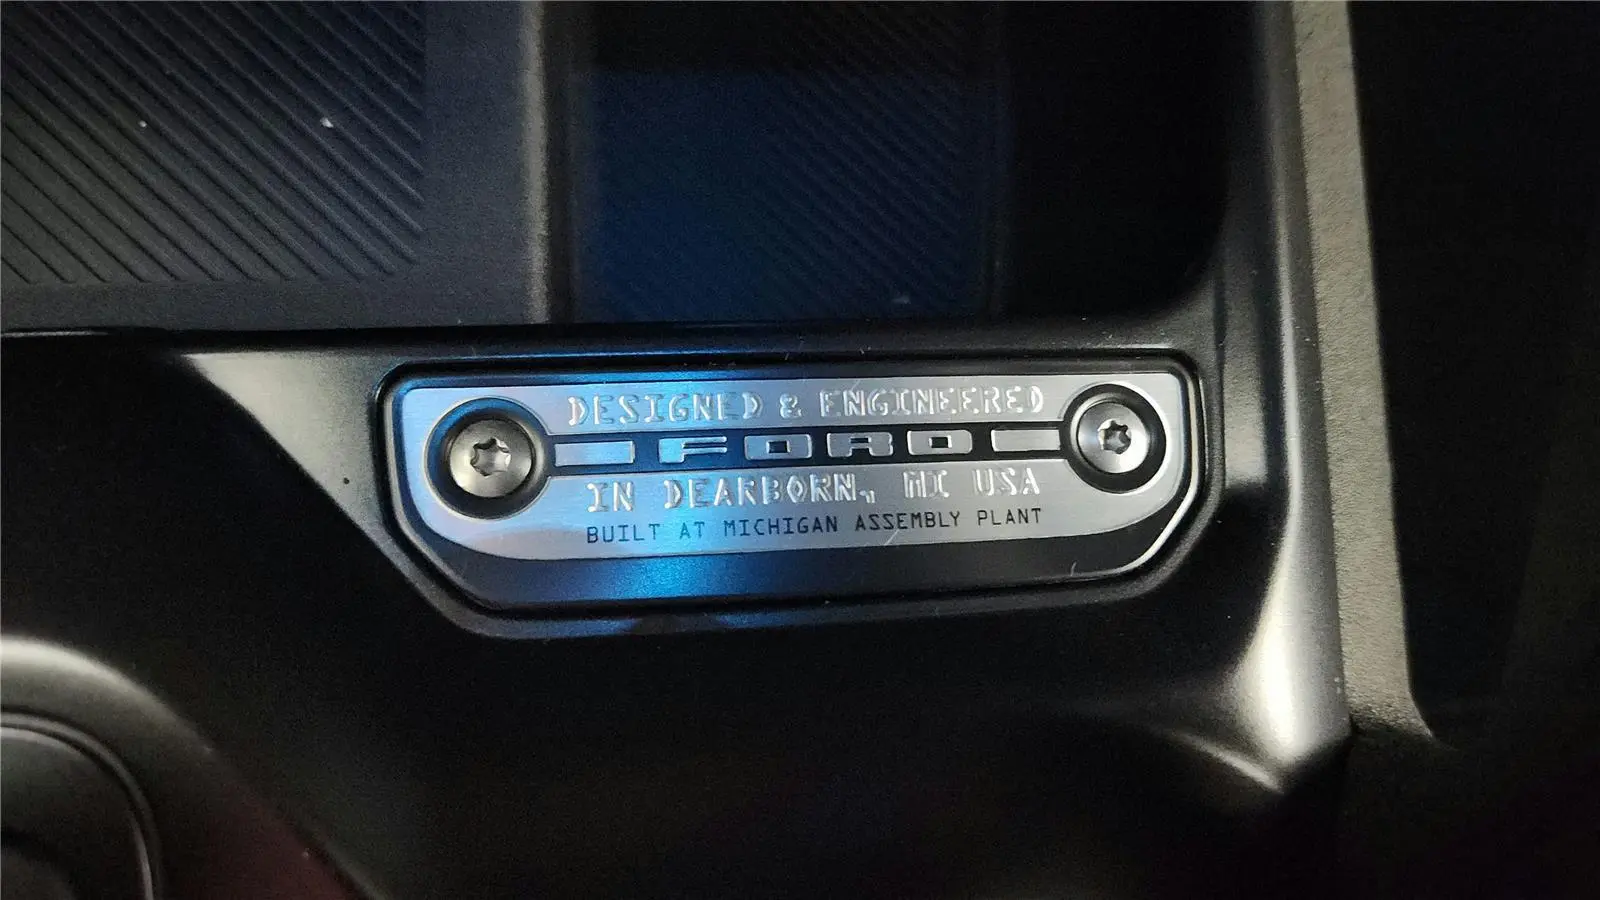 DESIGNED & ENGINEERED
FORD
IN DEARBORN, MI USA
BUILT AT MICHIGAN ASSEMBLY PLANT